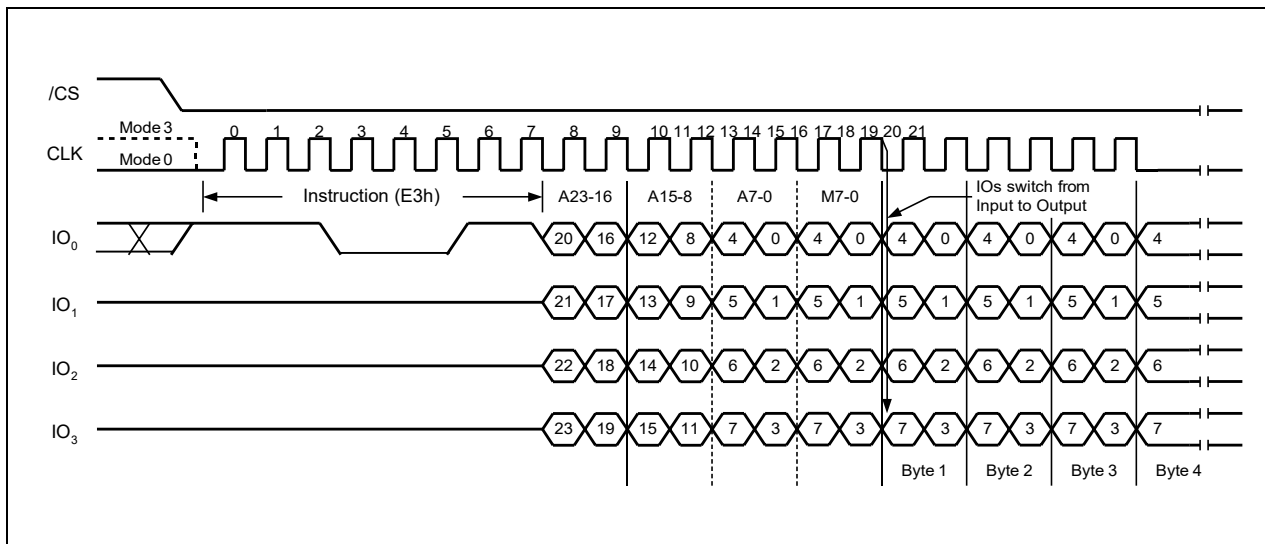 /CS
Mode 3
0 1 2 3 4 5 6 7 8 9 10 11 12 13 14 15 16 17 18 19 20 21
CLK
Mode 0
Instruction (E3h) A23-16 A15-8 A7-0 M7-0
IOs switch from
Input to Output
IO0 20 16 12 8 4 0 4 0 4 0 4 0 4 0 4
IO1 21 17 13 9 5 1 5 1 5 1 5 1 5 1 5
IO2 22 18 14 10 6 2 6 2 6 2 6 2 6 2 6
IO3 23 19 15 11 7 3 7 3 7 3 7 3 7 3 7
Byte 1 Byte 2 Byte 3 Byte 4